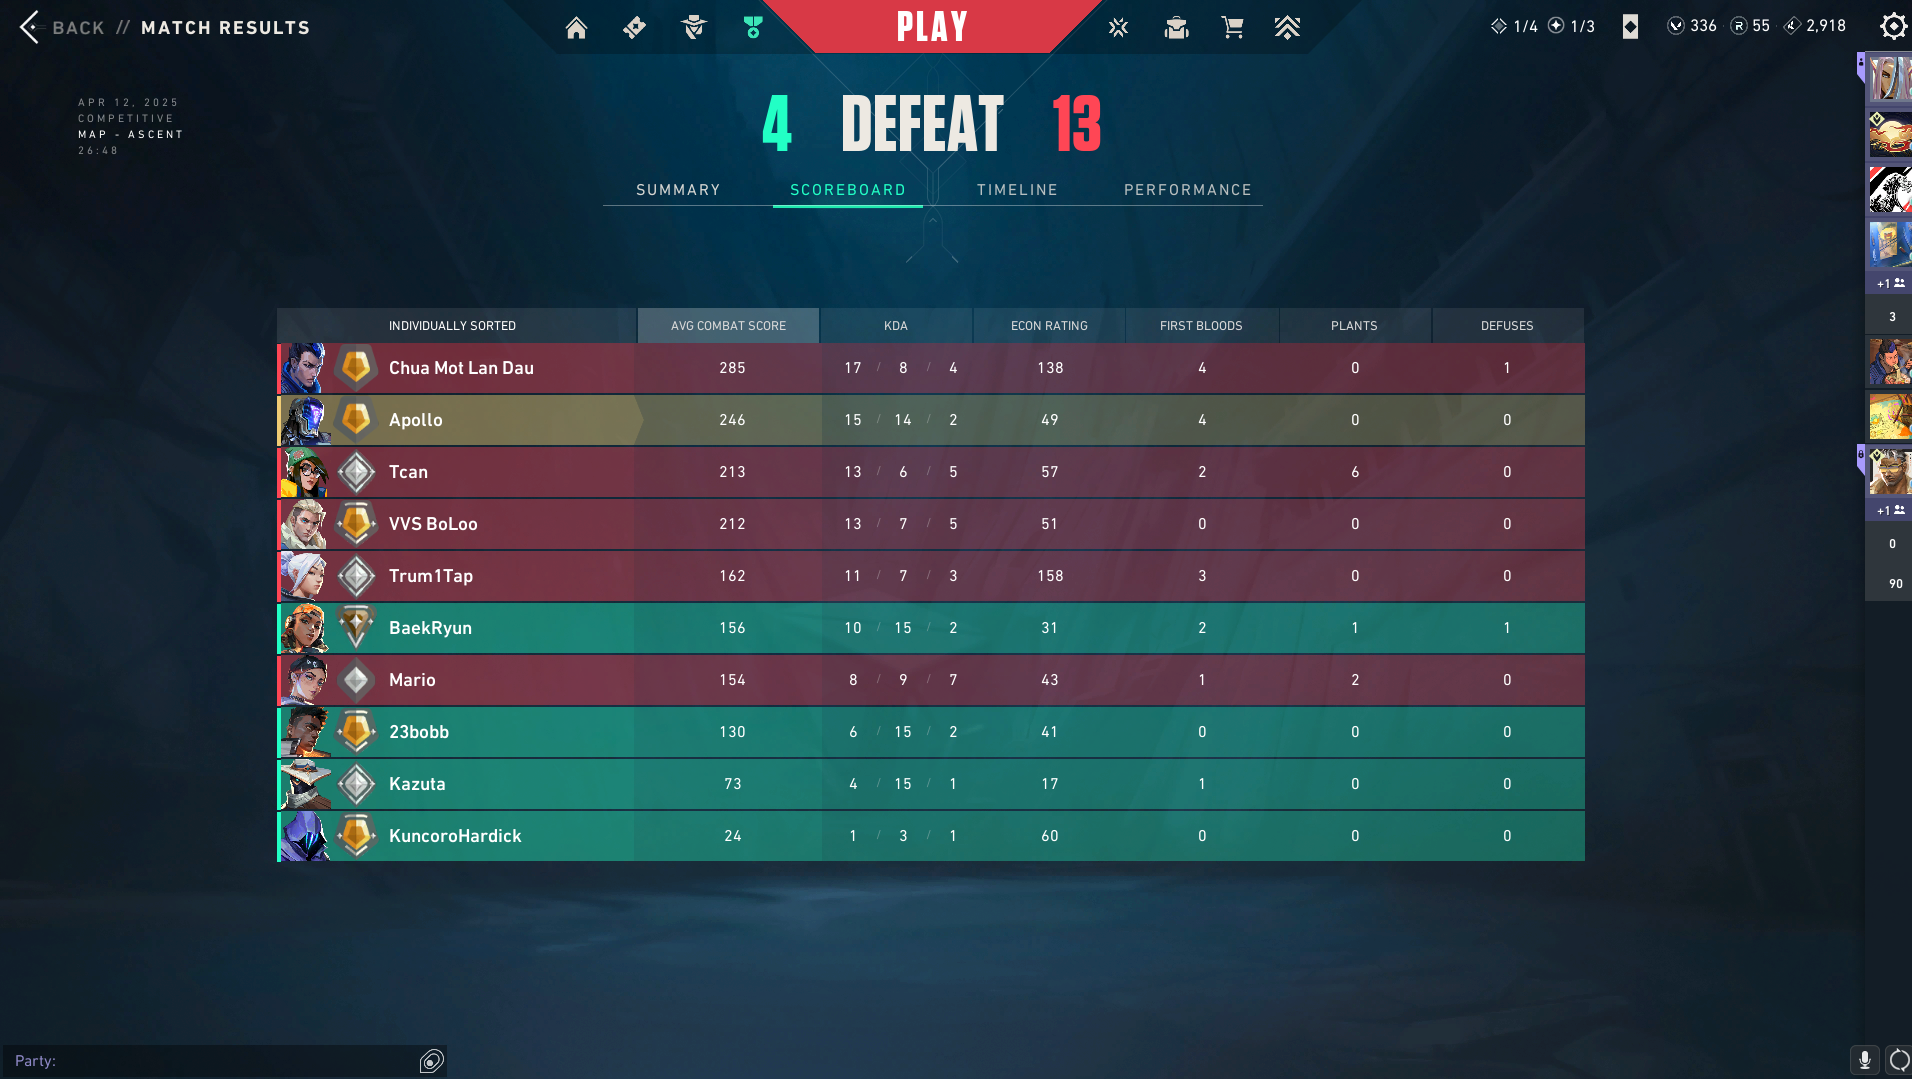 BACK // MATCH RESULTS
PLAY
1/4 1/3 336 55 2,918
APR 12, 2025
COMPETITIVE
MAP - ASCENT
26:48
4 DEFEAT 13
SUMMARY SCOREBOARD TIMELINE PERFORMANCE
INDIVIDUALLY SORTED AVG COMBAT SCORE KDA ECON RATING FIRST BLOODS PLANTS DEFUSES
Chua Mot Lan Dau 285 17 / 8 / 4 138 4 0 1
Apollo 246 15 / 14 / 2 49 4 0 0
Tcan 213 13 / 6 / 5 57 2 6 0
VVS BoLoo 212 13 / 7 / 5 51 0 0 0
Trum1Tap 162 11 / 7 / 3 158 3 0 0
BaekRyun 156 10 / 15 / 2 31 2 1 1
Mario 154 8 / 9 / 7 43 1 2 0
23bobb 130 6 / 15 / 2 41 0 0 0
Kazuta 73 4 / 15 / 1 17 1 0 0
KuncoroHardick 24 1 / 3 / 1 60 0 0 0
+1
3
+1
0
90
Party: